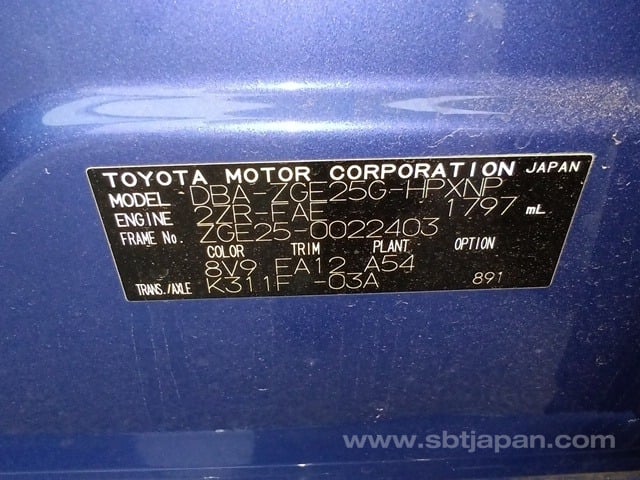 TOYOTA MOTOR CORPORATION JAPAN
MODEL DBA-ZGE25G-HPXNP
ENGINE 2ZR-FAE 1797 mL
FRAME No. ZGE25-0022403
COLOR TRIM PLANT OPTION
8V9 FA12 A54
TRANS./AXLE K311F -03A 891
www.sbtjapan.com